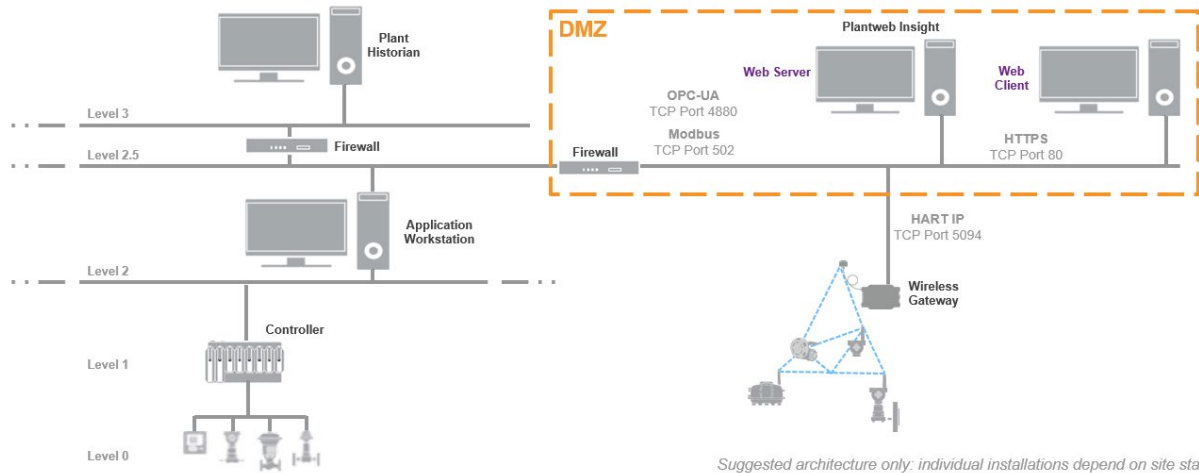 Plant
Historian
Level 3
Firewall
Level 2.5
Application
Workstation
Level 2
Controller
Level 1
Level 0
DMZ
Plantweb Insight
Web Server
Web
Client
OPC-UA
TCP Port 4880
Modbus
TCP Port 502
Firewall
HTTPS
TCP Port 80
HART IP
TCP Port 5094
Wireless
Gateway
Suggested architecture only: individual installations depend on site sta